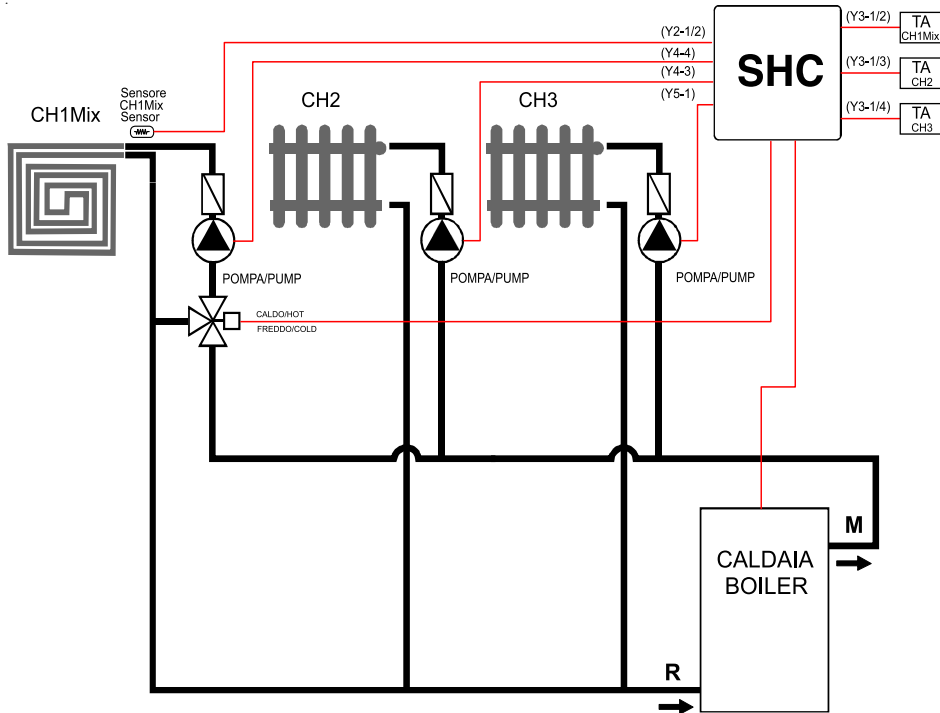 (Y2-1/2)
(Y4-4)
(Y4-3)
(Y5-1)
SHC
(Y3-1/2)
TA
CH1Mix
(Y3-1/3)
TA
CH2
(Y3-1/4)
TA
CH3
Sensore
CH1Mix
Sensor
CH1Mix
CH2
CH3
POMPA/PUMP
POMPA/PUMP
POMPA/PUMP
CALDO/HOT
FREDDO/COLD
M
CALDAIA
BOILER
R